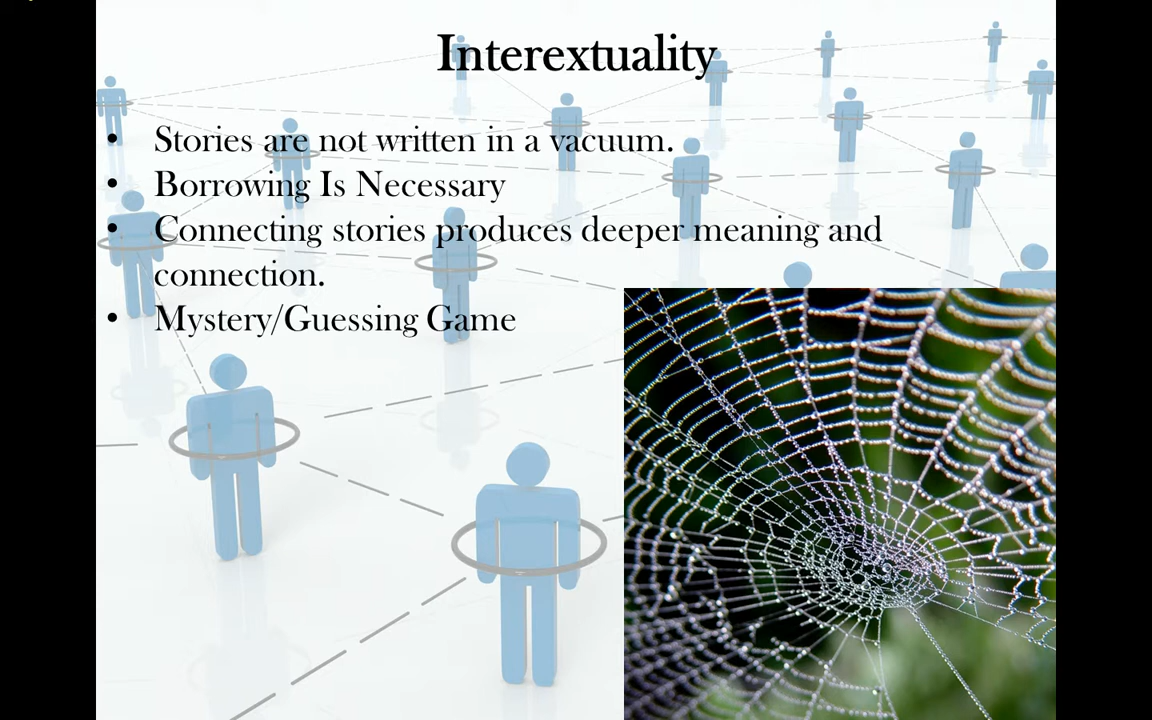 Interextuality
• Stories are not written in a vacuum.
• Borrowing Is Necessary
• Connecting stories produces deeper meaning and
connection.
• Mystery/Guessing Game